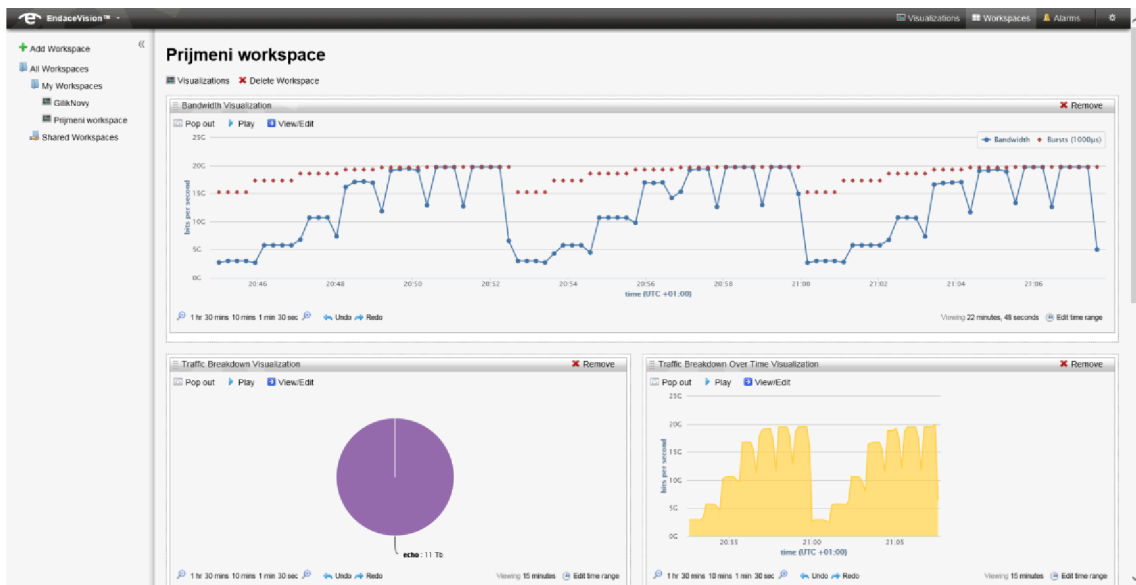 EndaceVision™
Visualizations Workspaces Alarms
Add Workspace
All Workspaces
My Workspaces
GilikNovy
Prijmeni workspace
Shared Workspaces
Prijmeni workspace
Visualizations Delete Workspace
Bandwidth Visualization Remove
Pop out Play View/Edit
Bandwidth Bursts (1000µs)
25G
20G
15G
10G
5G
0G
bits per second
20:46 20:48 20:50 20:52 20:54 20:56 20:58 21:00 21:02 21:04 21:06
time (UTC +01:00)
1 hr 30 mins 10 mins 1 min 30 sec Undo Redo Viewing 22 minutes, 48 seconds Edit time range
Traffic Breakdown Visualization Remove
Pop out Play View/Edit
echo : 11 Tb
1 hr 30 mins 10 mins 1 min 30 sec Undo Redo Viewing 15 minutes Edit time range
Traffic Breakdown Over Time Visualization Remove
Pop out Play View/Edit
25G
20G
15G
10G
5G
0G
bits per second
20:55 21:00 21:05
time (UTC +01:00)
1 hr 30 mins 10 mins 1 min 30 sec Undo Redo Viewing 15 minutes Edit time range